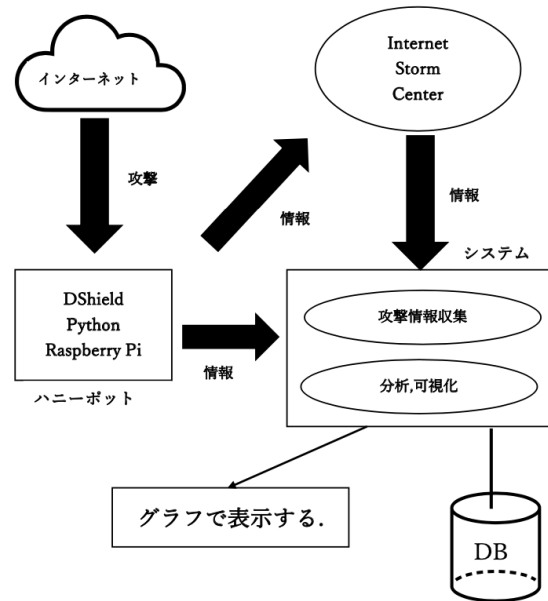 インターネット
Internet
Storm
Center
攻撃
情報
情報
システム
DShield
Python
Raspberry Pi
ハニーポット
情報
攻撃情報収集
分析,可視化
グラフで表示する.
DB